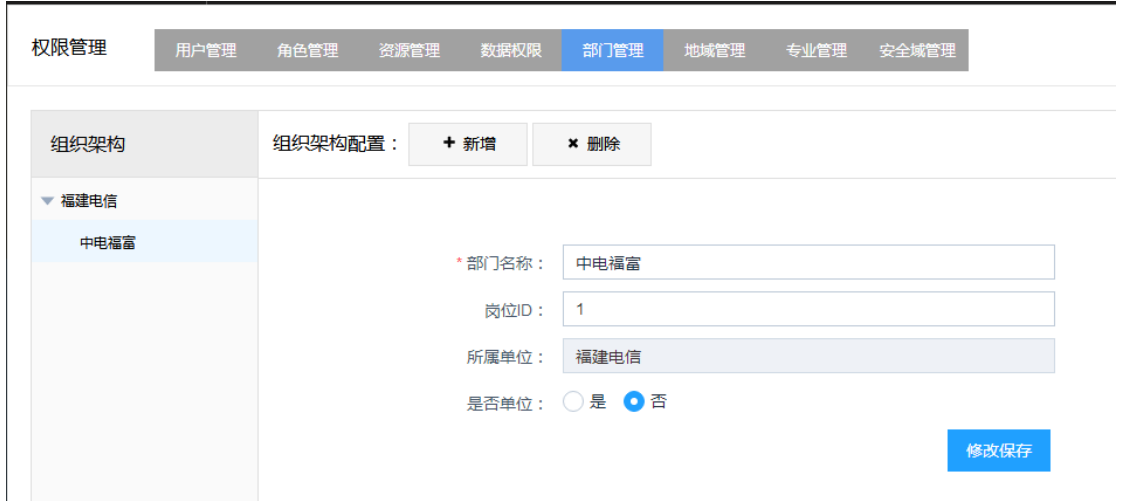 权限管理 用户管理 角色管理 资源管理 数据权限 部门管理 地域管理 专业管理 安全域管理
组织架构 组织架构配置： 新增 删除
福建电信
中电福富
*部门名称： 中电福富
岗位ID： 1
所属单位： 福建电信
是否单位： 是 否
修改保存